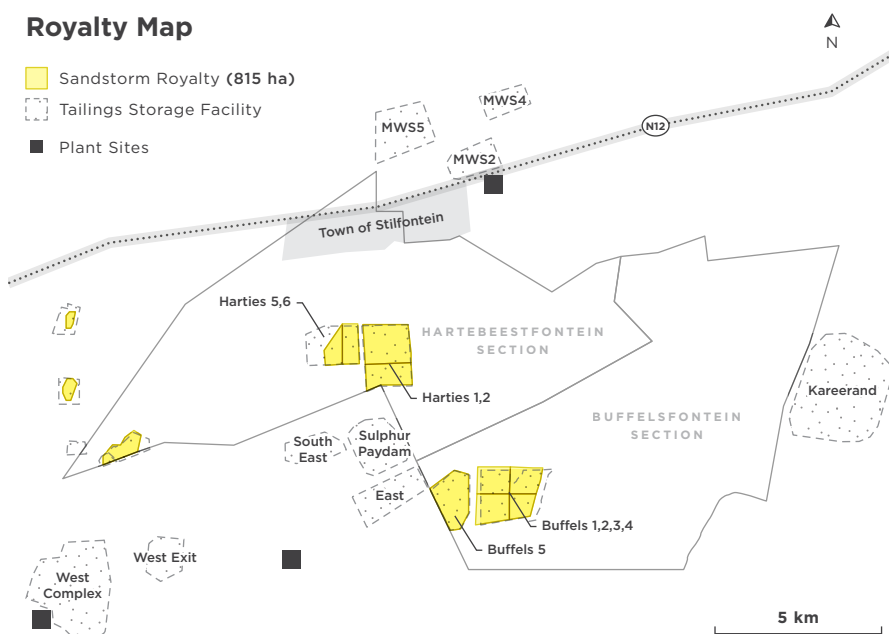 Royalty Map
N
Sandstorm Royalty (815 ha)
Tailings Storage Facility
Plant Sites
MWS4
MWS5
N12
MWS2
Town of Stilfontein
Harties 5,6
HARTEBEESTFONTEIN
SECTION
Kareerand
Harties 1,2
BUFFELSFONTEIN
SECTION
South
East
Sulphur
Paydam
East
Buffels 1,2,3,4
Buffels 5
West Exit
West
Complex
5 km